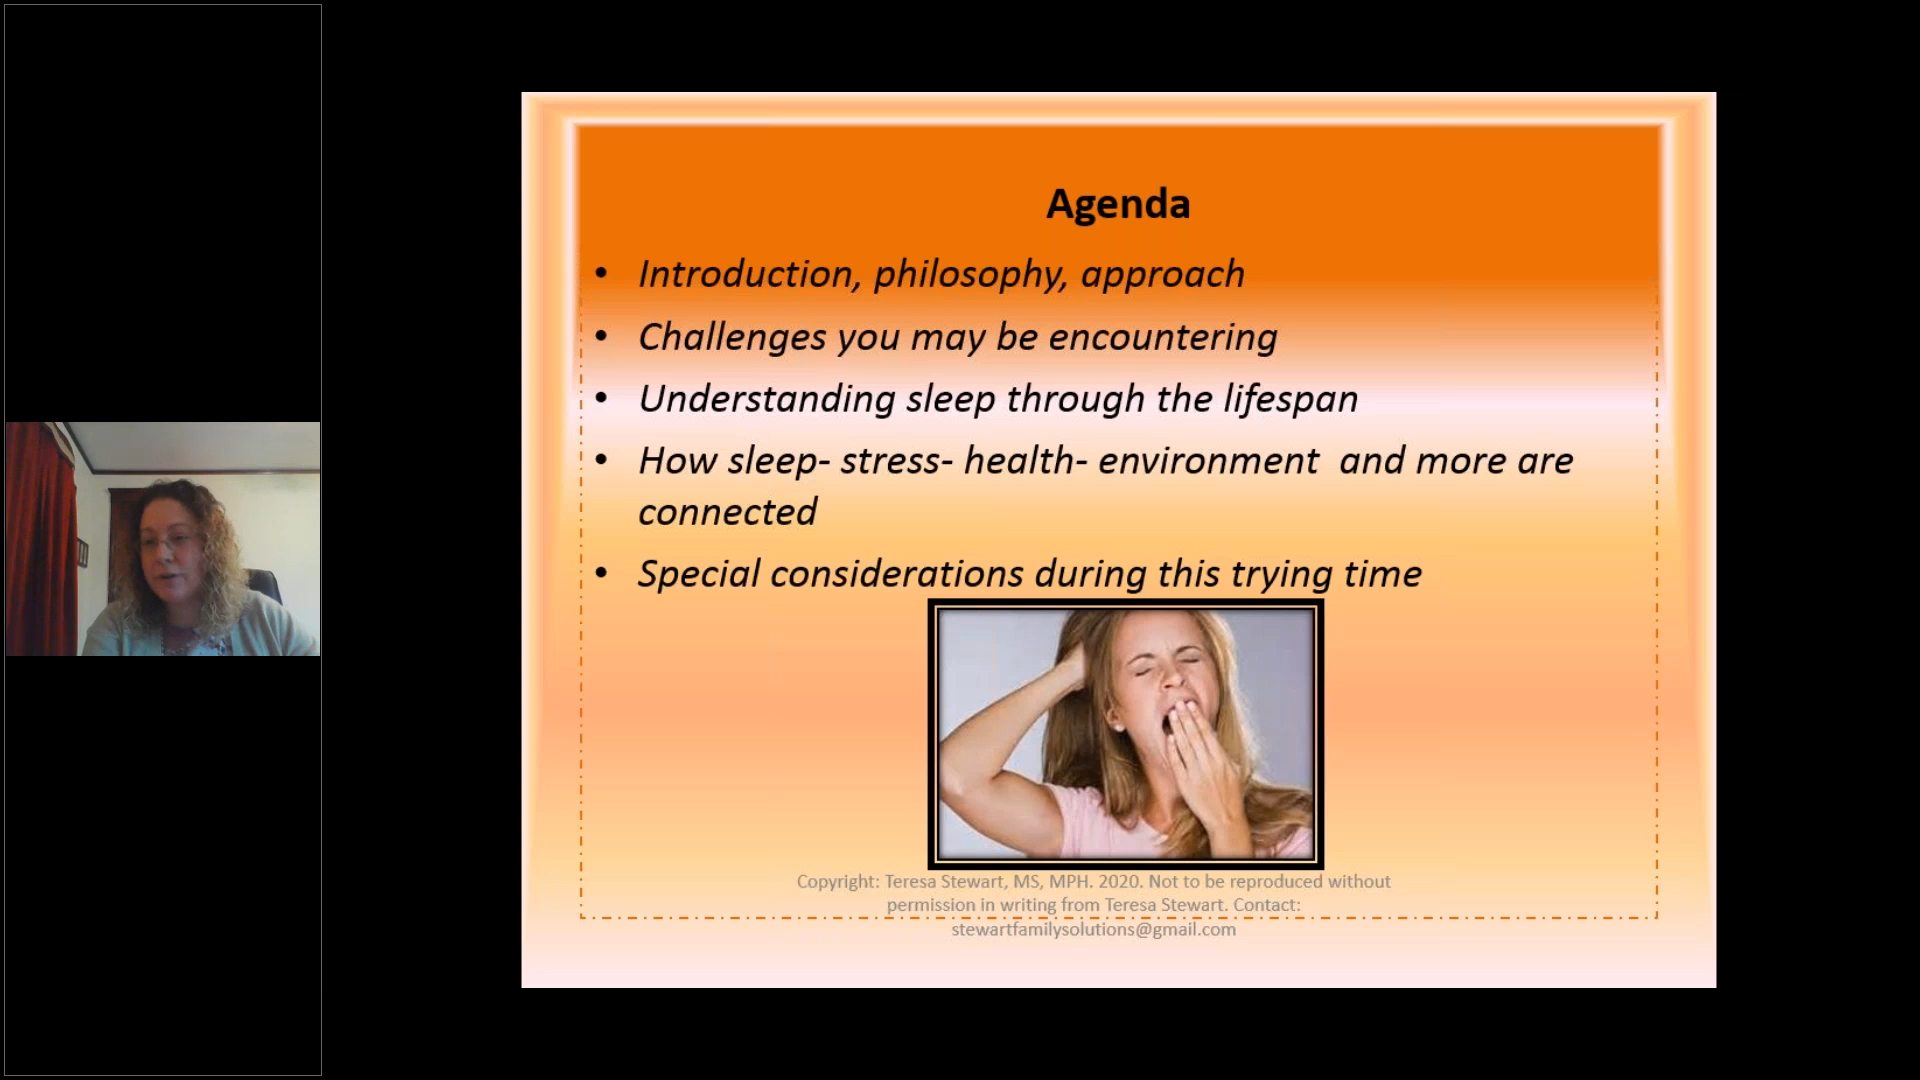 Agenda
• Introduction, philosophy, approach
• Challenges you may be encountering
• Understanding sleep through the lifespan
• How sleep- stress- health- environment  and more are
connected
• Special considerations during this trying time
Copyright: Teresa Stewart, MS, MPH. 2020. Not to be reproduced without
permission in writing from Teresa Stewart. Contact:
stewartfamilysolutions@gmail.com